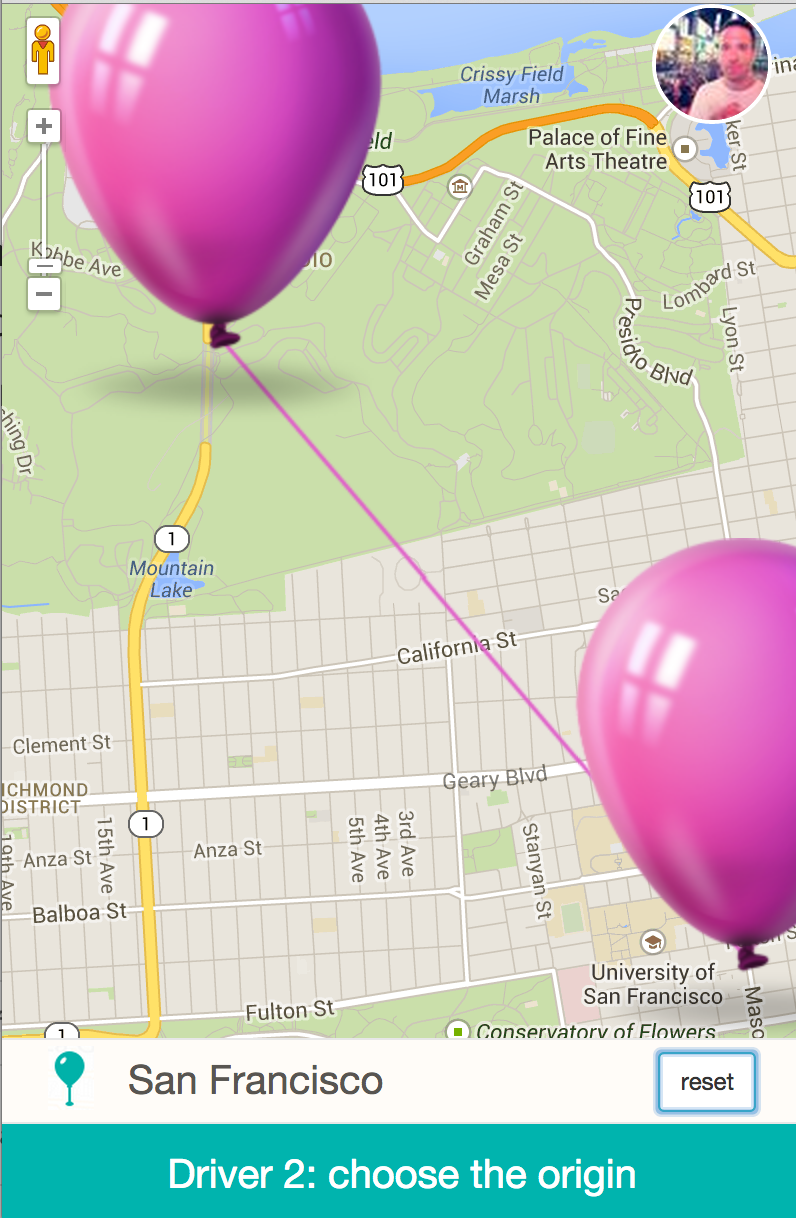 Crissy Field
Marsh
Palace of Fine
Arts Theatre
101
101
Graham St
Mesa St
Lombard St
Lyon St
Presidio Blvd
1
Mountain
Lake
California St
Clement St
Geary Blvd
1
15th Ave
19th Ave
Anza St
Anza St
5th Ave
4th Ave
3rd Ave
Stanyan St
Balboa St
University of
San Francisco
Fulton St
1
Conservatory of Flowers
San Francisco
reset
Driver 2: choose the origin